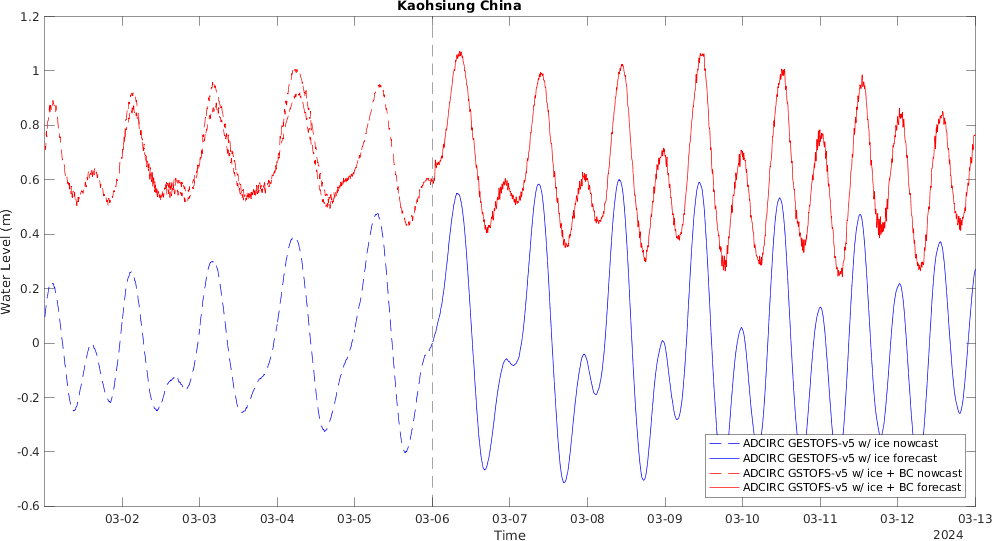 Kaohsiung China
1.2
1
0.8
0.6
0.4
0.2
0
-0.2
-0.4
-0.6
Water Level (m)
ADCIRC GESTOFS-v5 w/ ice nowcast
ADCIRC GESTOFS-v5 w/ ice forecast
ADCIRC GSTOFS-v5 w/ ice + BC nowcast
ADCIRC GSTOFS-v5 w/ ice + BC forecast
03-02 03-03 03-04 03-05 03-06 03-07 03-08 03-09 03-10 03-11 03-12 03-13
Time
2024